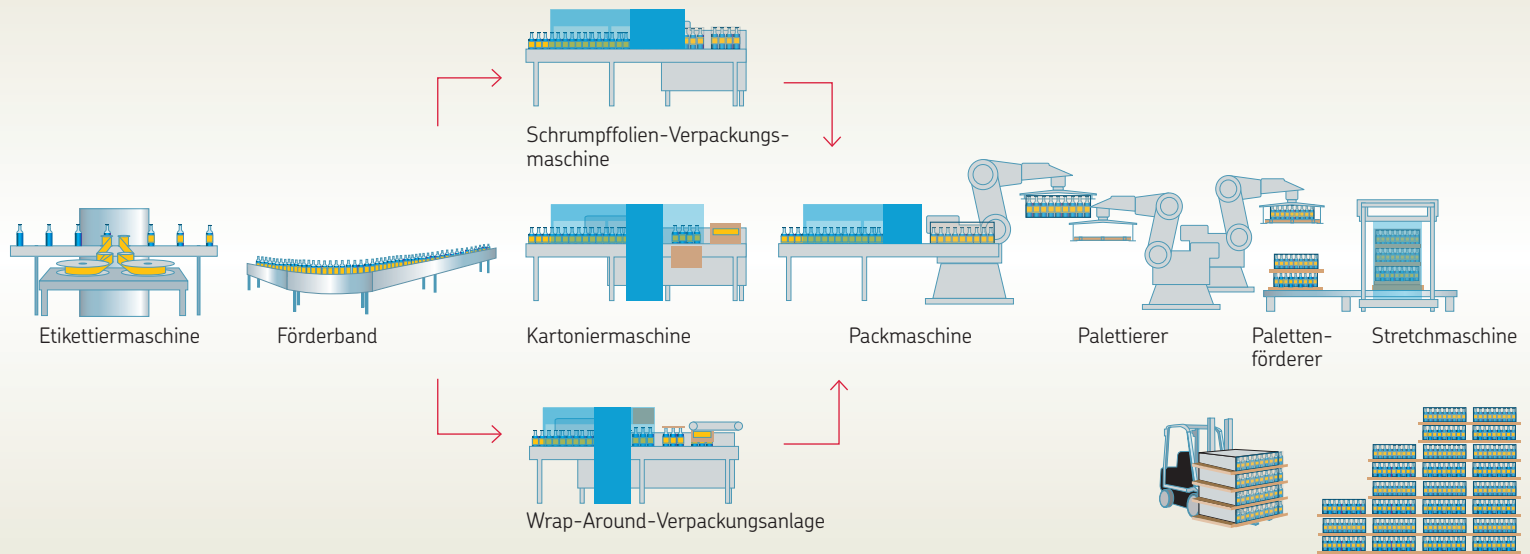 Schrumpffolien-Verpackungs-
maschine
Etikettiermaschine
Förderband
Kartoniermaschine
Packmaschine
Palettierer
Paletten-
förderer
Stretchmaschine
Wrap-Around-Verpackungsanlage